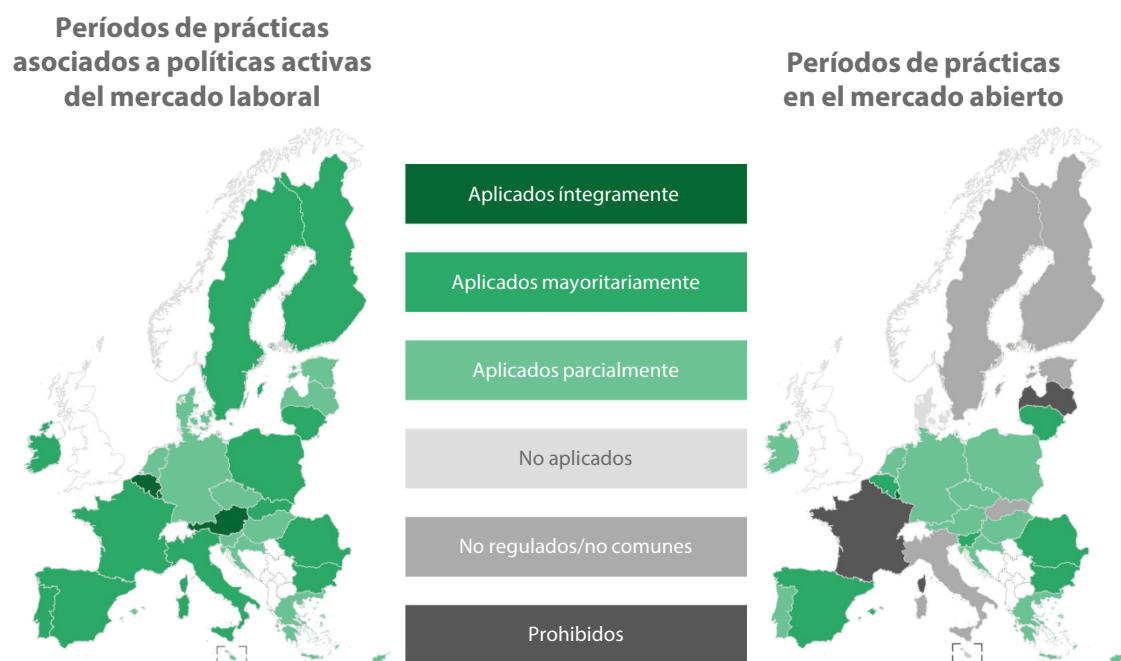 Períodos de prácticas
asociados a políticas activas
del mercado laboral
Períodos de prácticas
en el mercado abierto
Aplicados íntegramente
Aplicados mayoritariamente
Aplicados parcialmente
No aplicados
No regulados/no comunes
Prohibidos